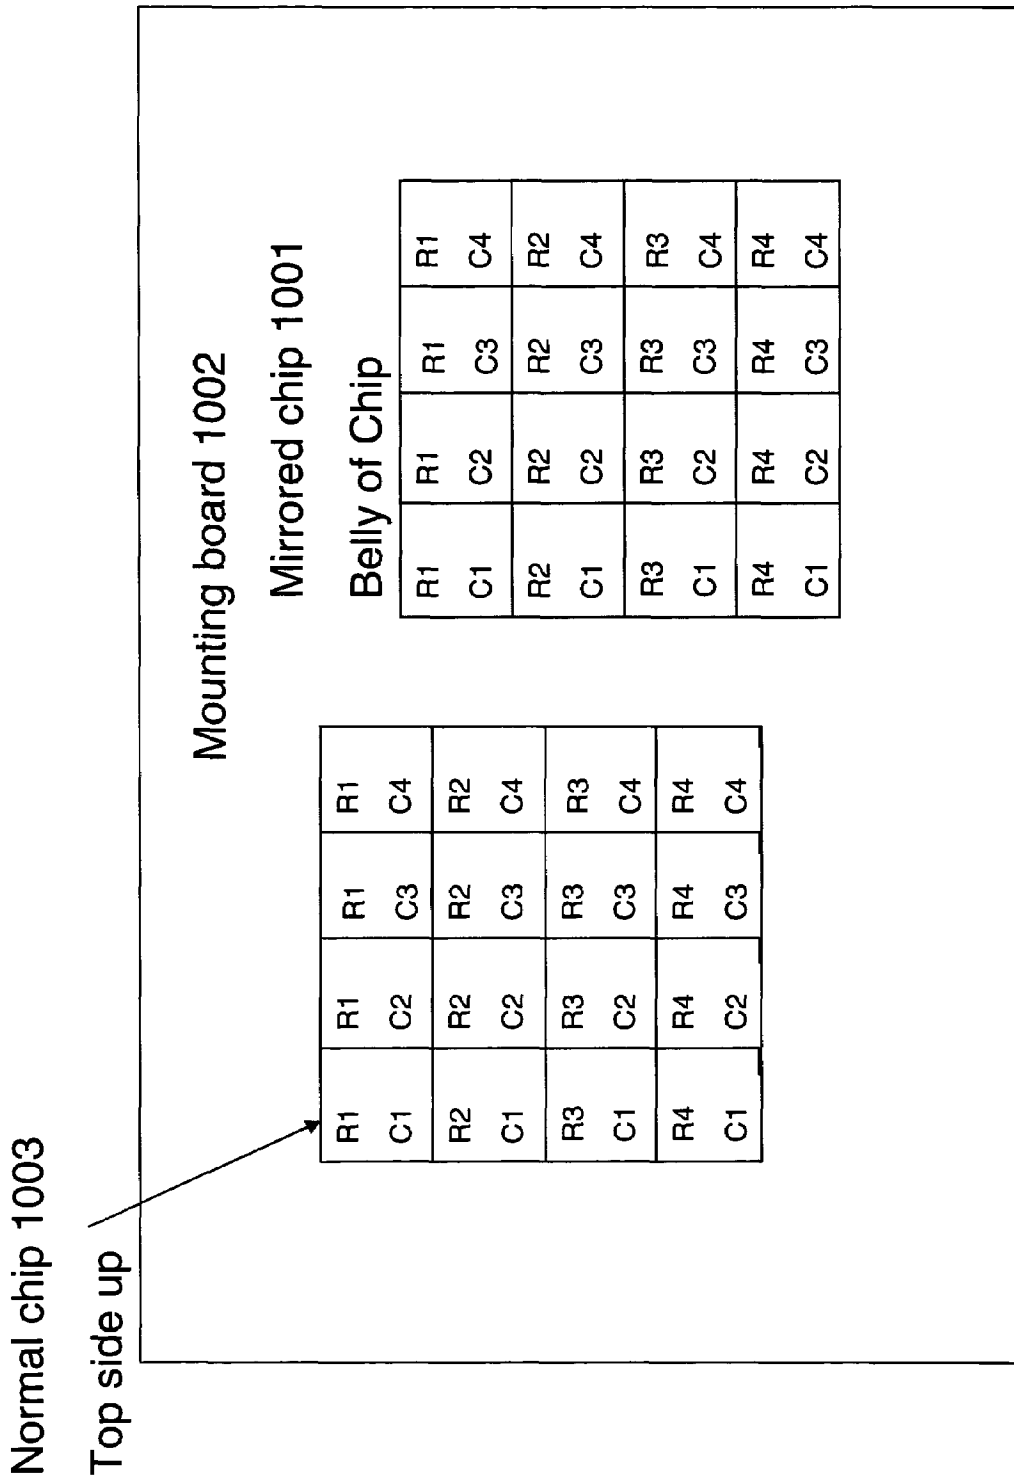 Normal chip 1003
Top side up
Mounting board 1002
Mirrored chip 1001
Belly of Chip
R1 R1 R1 R1
C1 C2 C3 C4
R2 R2 R2 R2
C1 C2 C3 C4
R3 R3 R3 R3
C1 C2 C3 C4
R4 R4 R4 R4
C1 C2 C3 C4
R1 R1 R1 R1
C1 C2 C3 C4
R2 R2 R2 R2
C1 C2 C3 C4
R3 R3 R3 R3
C1 C2 C3 C4
R4 R4 R4 R4
C1 C2 C3 C4